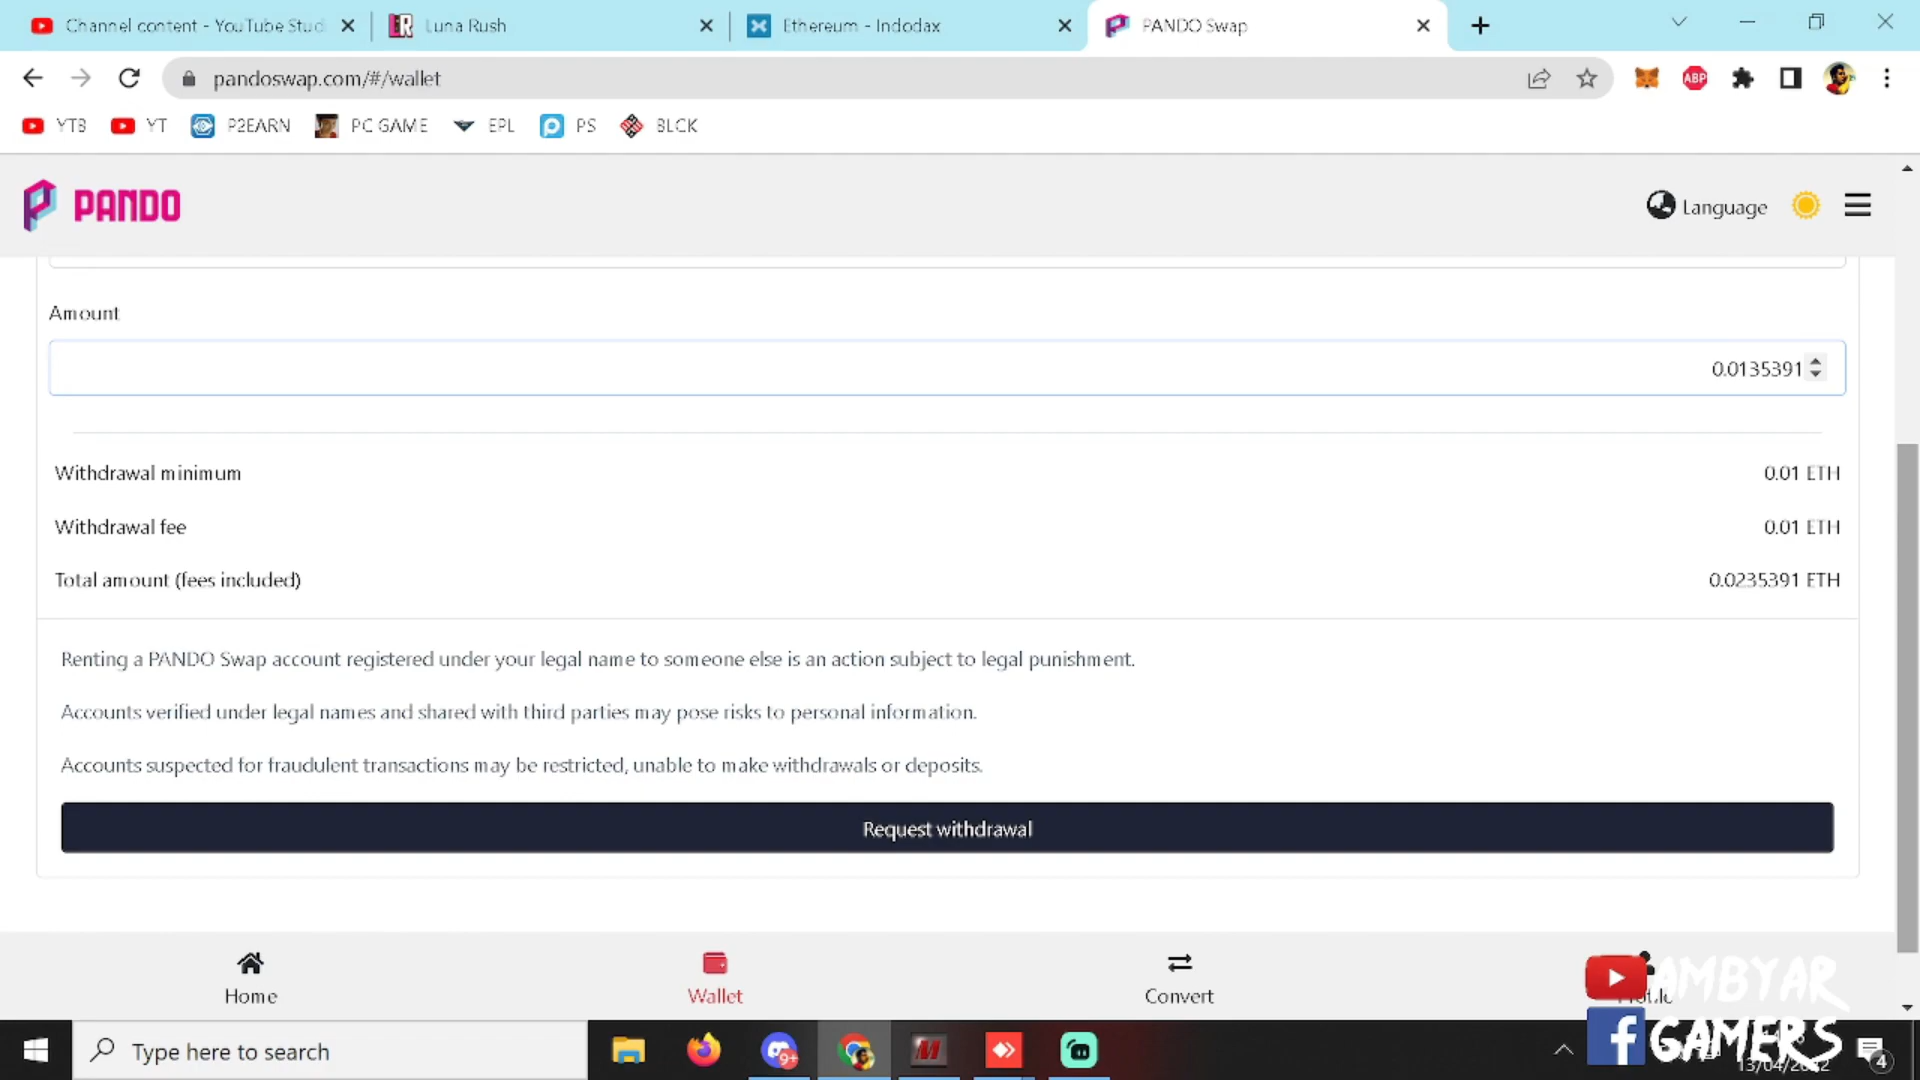 Channel content - YouTube Stud
Luna Rush
Ethereum - Indodax
PANDO Swap
pandoswap.com/#/wallet
ABP
YTB
YT
P2EARN
PC GAME
EPL
PS
BLCK
PANDO
Language
Amount
0.0135391
Withdrawal minimum
0.01 ETH
Withdrawal fee
0.01 ETH
Total amount (fees included)
0.0235391 ETH
Renting a PANDO Swap account registered under your legal name to someone else is an action subject to legal punishment.
Accounts verified under legal names and shared with third parties may pose risks to personal information.
Accounts suspected for fraudulent transactions may be restricted, unable to make withdrawals or deposits.
Request withdrawal
Home
Wallet
Convert
AMBYAR
GAMERS
Type here to search
9+
4